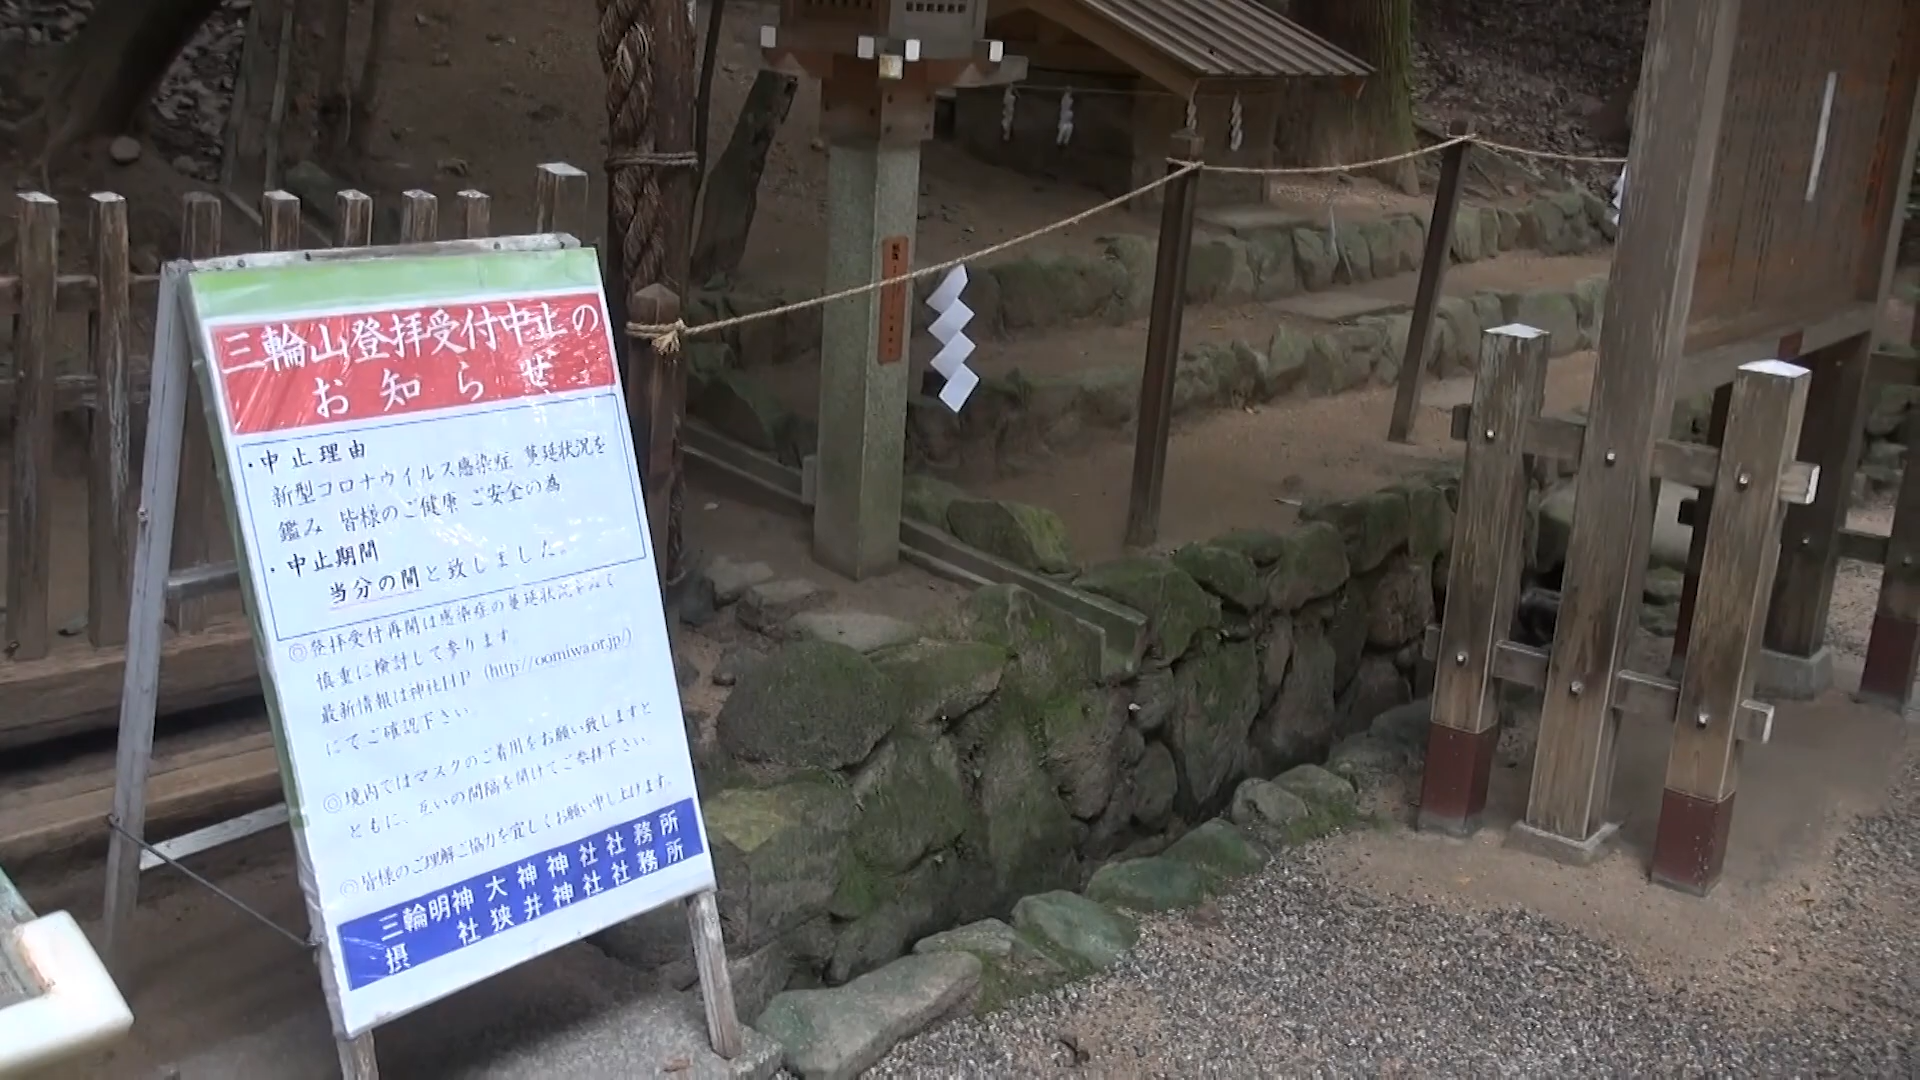 三輪山登拝受付中止の
お知らせ
・中止理由
新型コロナウイルス感染症 蔓延状況を
鑑み 皆様のご健康 ご安全の為
・中止期間
当分の間と致しました。
◎登拝受付再開は感染症の蔓延状況をみて
慎重に検討して参ります。
最新情報は神社HP (http//oomiwa.or.jp/)
にてご確認下さい。
◎境内ではマスクのご着用をお願い致しますと
ともに、互いの間隔を開けてご参拝下さい。
◎皆様のご理解ご協力を宜しくお願い申し上げます。
三輪明神 大神神社社務所
摂社 狭井神社社務所